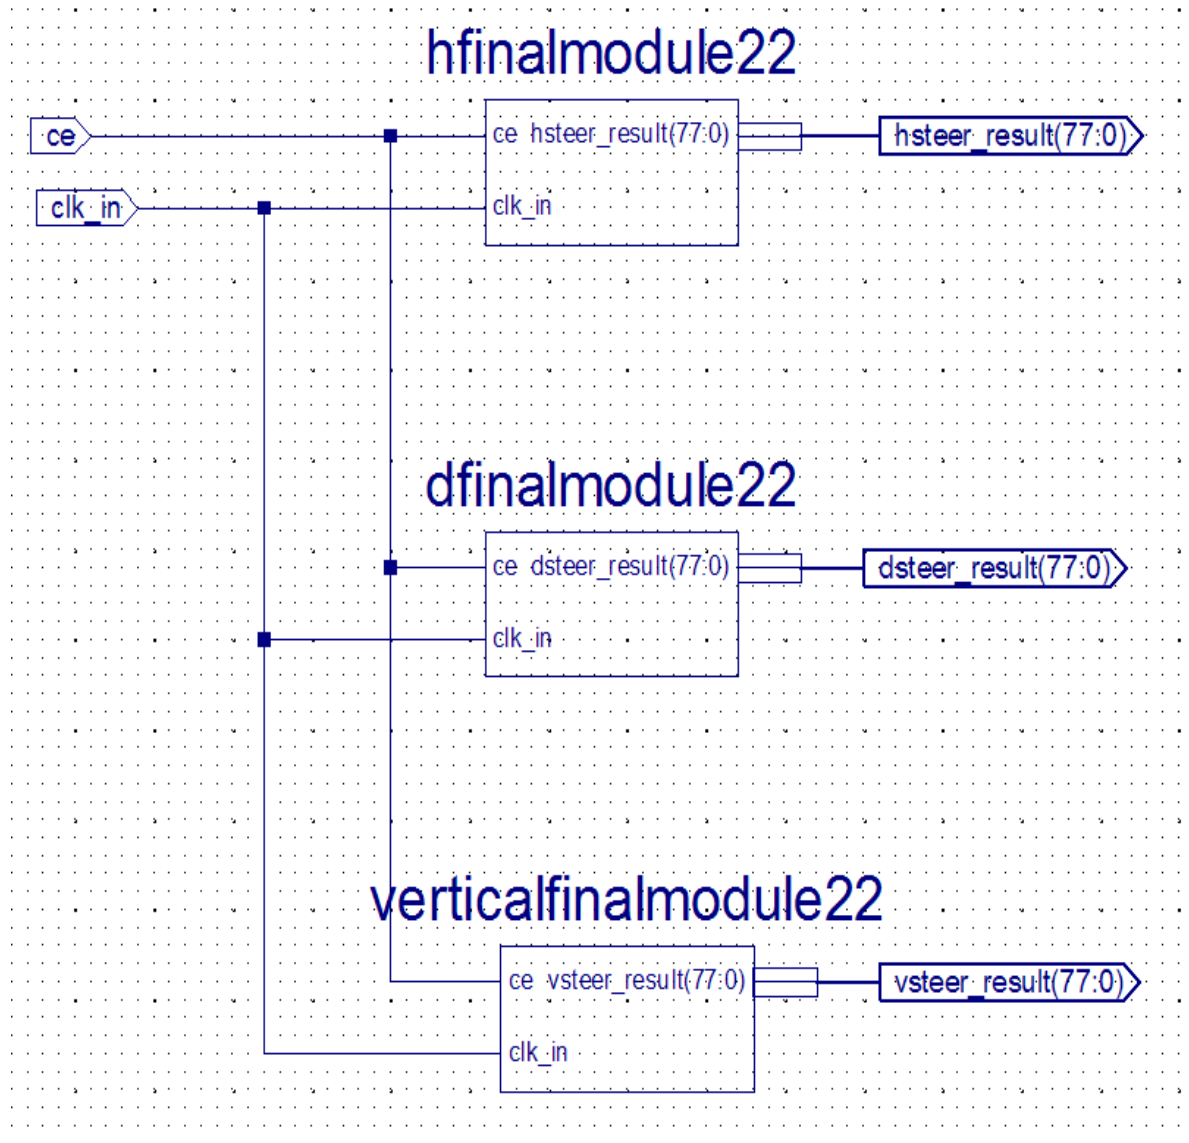 hfinalmodule22
ce
ce hsteer_result(77:0)
hsteer_result(77:0)
clk_in
clk_in
dfinalmodule22
ce dsteer_result(77:0)
dsteer_result(77:0)
clk_in
verticalfinalmodule22
ce vsteer_result(77:0)
vsteer_result(77:0)
clk_in